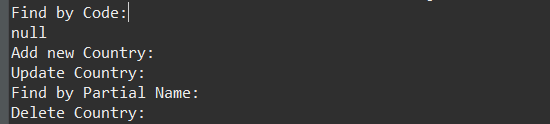 Find by Code:
null
Add new Country:
Update Country:
Find by Partial Name:
Delete Country: